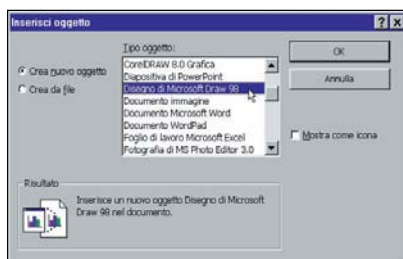 Inserisci oggetto
Tipo oggetto:
Crea nuovo oggetto
Crea da file
CorelDRAW 8.0 Grafica
Diapositiva di PowerPoint
Disegno di Microsoft Draw 98
Documento immagine
Documento Microsoft Word
Documento WordPad
Foglio di lavoro Microsoft Excel
Fotografia di MS Photo Editor 3.0
OK
Annulla
Mostra come icona
Risultato
Inserisce un nuovo oggetto Disegno di Microsoft
Draw 98 nel documento.